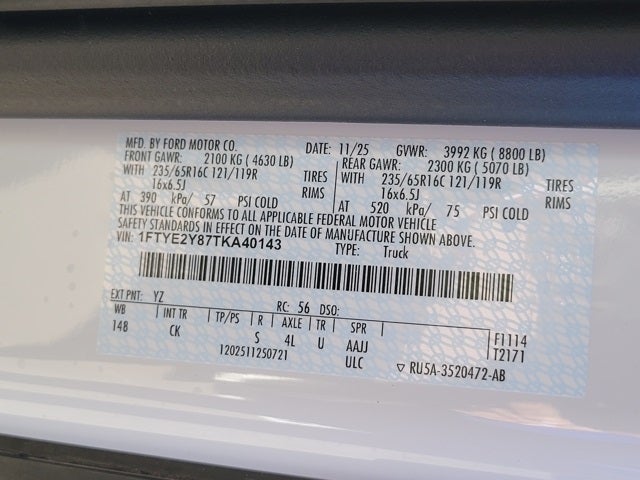 MFD. BY FORD MOTOR CO. DATE: 11/25 GVWR: 3992 KG ( 8800 LB)
FRONT GAWR: 2100 KG ( 4630 LB) REAR GAWR: 2300 KG ( 5070 LB)
WITH 235/65R16C 121/119R TIRES WITH 235/65R16C 121/119R TIRES
16x6.5J RIMS 16x6.5J RIMS
AT 390 kPa/ 57 PSI COLD AT 520 kPa/ 75 PSI COLD
THIS VEHICLE CONFORMS TO ALL APPLICABLE FEDERAL MOTOR VEHICLE
SAFETY STANDARDS IN EFFECT ON THE DATE OF MANUFACTURE SHOWN ABOVE.
VIN: 1FTYE2Y87TKA40143 TYPE: Truck
EXT PNT: YZ RC: 56 DSO:
WB INT TR TP/PS R AXLE TR SPR F1114
148 CK S 4L U AAJJ T2171
1202511250721 ULC ▽ RU5A-3520472-AB